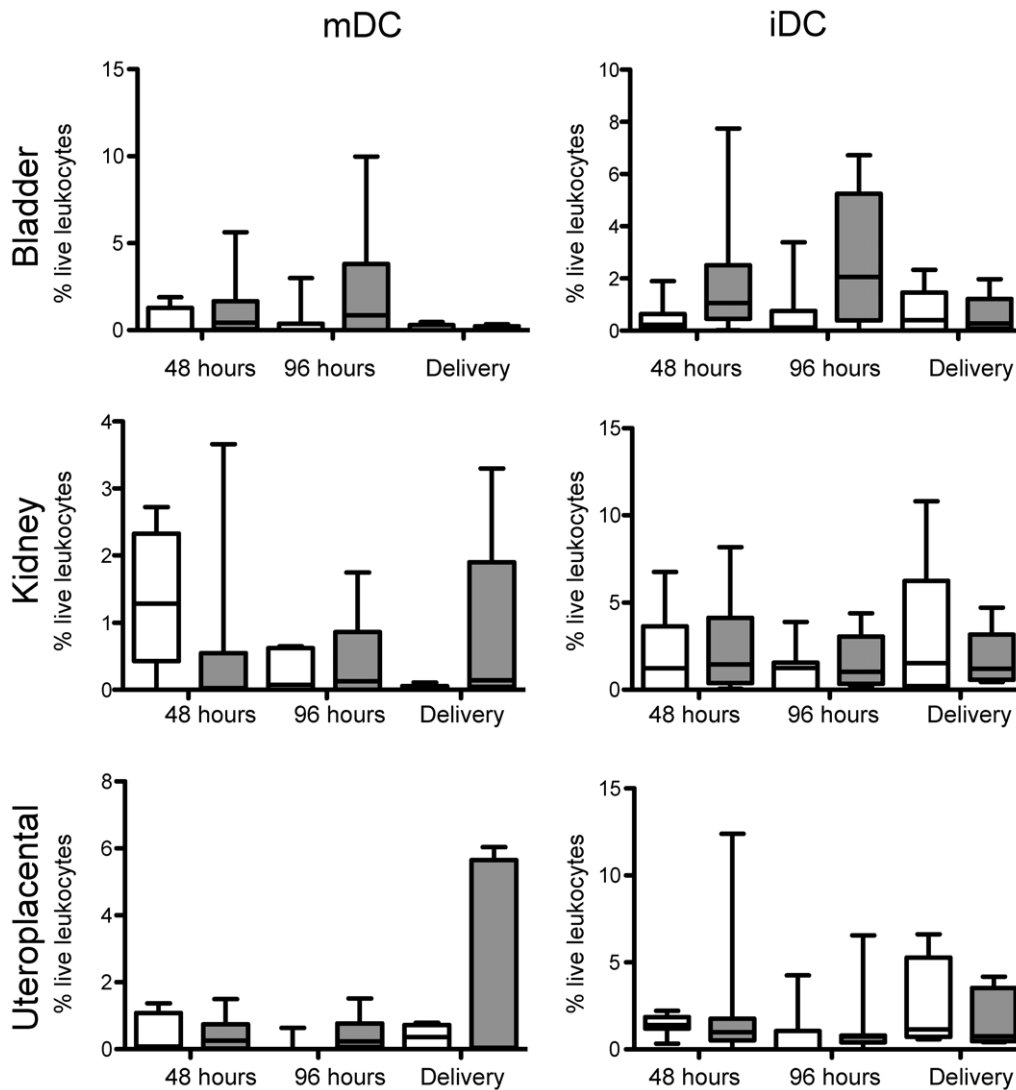 mDC
iDC
Bladder
% live leukocytes
15
10
5
0
48 hours
96 hours
Delivery
% live leukocytes
10
8
6
4
2
0
48 hours
96 hours
Delivery
Kidney
% live leukocytes
4
3
2
1
0
48 hours
96 hours
Delivery
% live leukocytes
15
10
5
0
48 hours
96 hours
Delivery
Uteroplacental
% live leukocytes
8
6
4
2
0
48 hours
96 hours
Delivery
% live leukocytes
15
10
5
0
48 hours
96 hours
Delivery